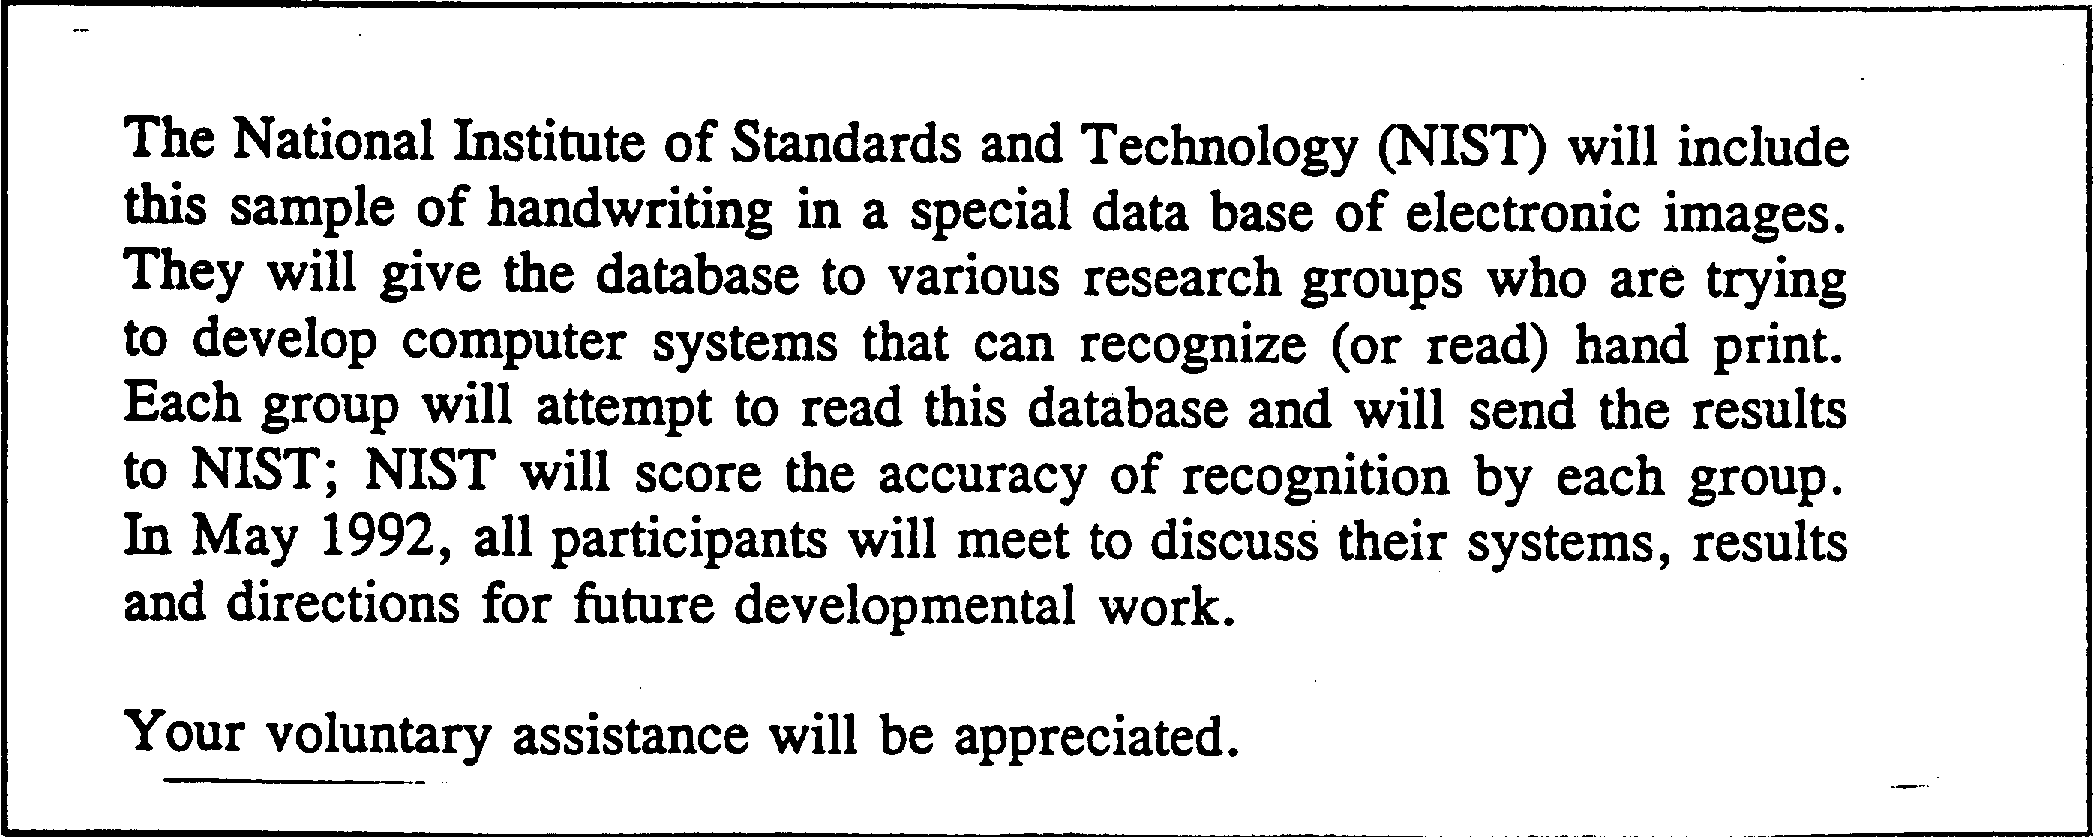 The National Institute of Standards and Technology (NIST) will include
this sample of handwriting in a special data base of electronic images.
They will give the database to various research groups who are trying
to develop computer systems that can recognize (or read) hand print.
Each group will attempt to read this database and will send the results
to NIST; NIST will score the accuracy of recognition by each group.
In May 1992, all participants will meet to discuss their systems, results
and directions for future developmental work.
Your voluntary assistance will be appreciated.